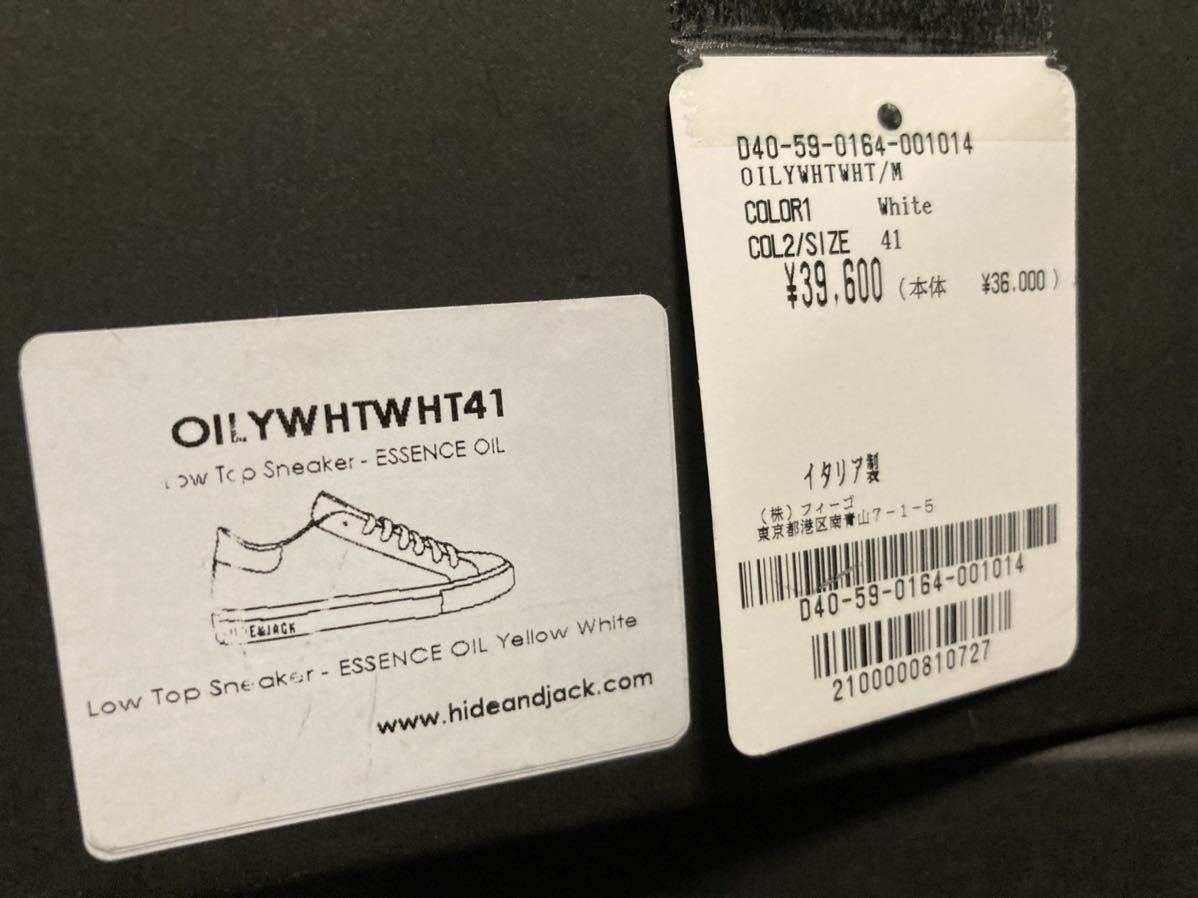 OILYWHTWHT41
Low Top Sneaker - ESSENCE OIL
HIDE&JACK
Low Top Sneaker - ESSENCE OIL Yellow White
www.hideandjack.com
D40-59-0164-001014
OILYWHTWHT/M
COLOR1 White
COL2/SIZE 41
¥39,600 (本体 ¥36,000)
イタリア製
(株)フィーゴ
東京都港区南青山7-1-5
D40-59-0164-001014
2100000810727